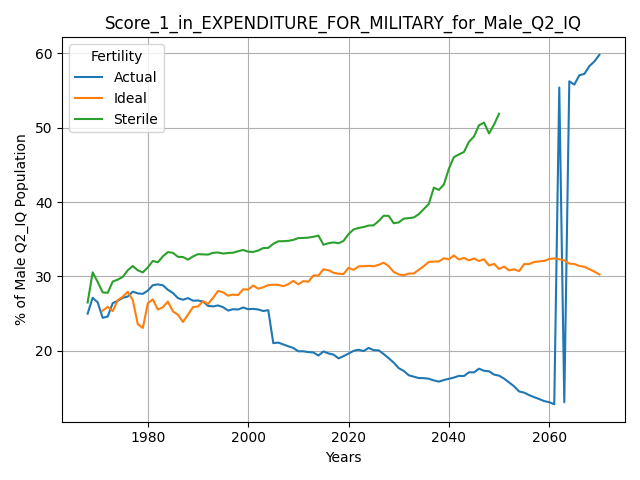 Score_1_in_EXPENDITURE_FOR_MILITARY_for_Male_Q2_IQ
% of Male Q2_IQ Population
60
50
40
30
20
Fertility
Actual
Ideal
Sterile
1980 2000 2020 2040 2060
Years